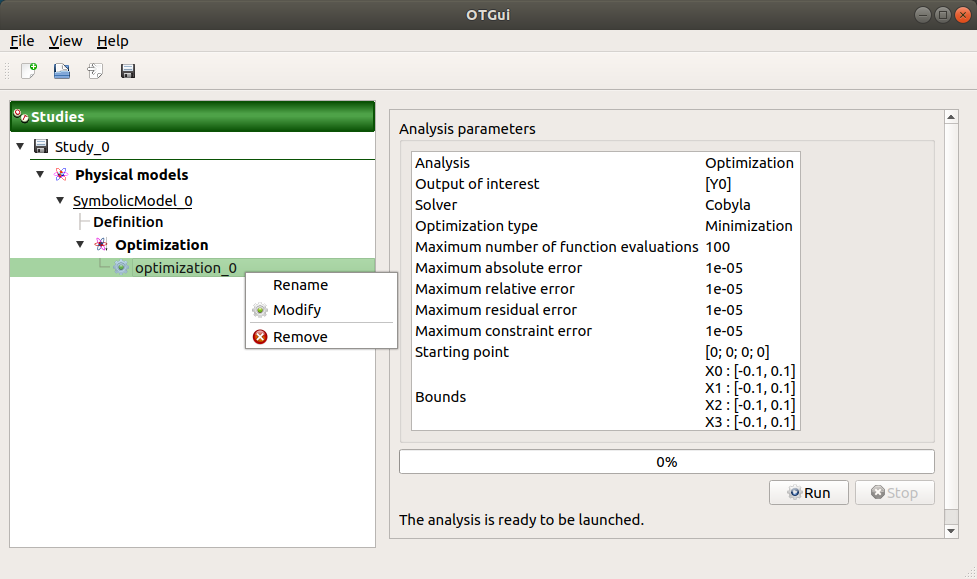 OTGui
File View Help
Studies
Study_0
Physical models
SymbolicModel_0
Definition
Optimization
optimization_0
Rename
Modify
Remove
Analysis parameters
Analysis Optimization
Output of interest [Y0]
Solver Cobyla
Optimization type Minimization
Maximum number of function evaluations 100
Maximum absolute error 1e-05
Maximum relative error 1e-05
Maximum residual error 1e-05
Maximum constraint error 1e-05
Starting point [0; 0; 0; 0]
Bounds X0 : [-0.1, 0.1]
X1 : [-0.1, 0.1]
X2 : [-0.1, 0.1]
X3 : [-0.1, 0.1]
0%
Run Stop
The analysis is ready to be launched.